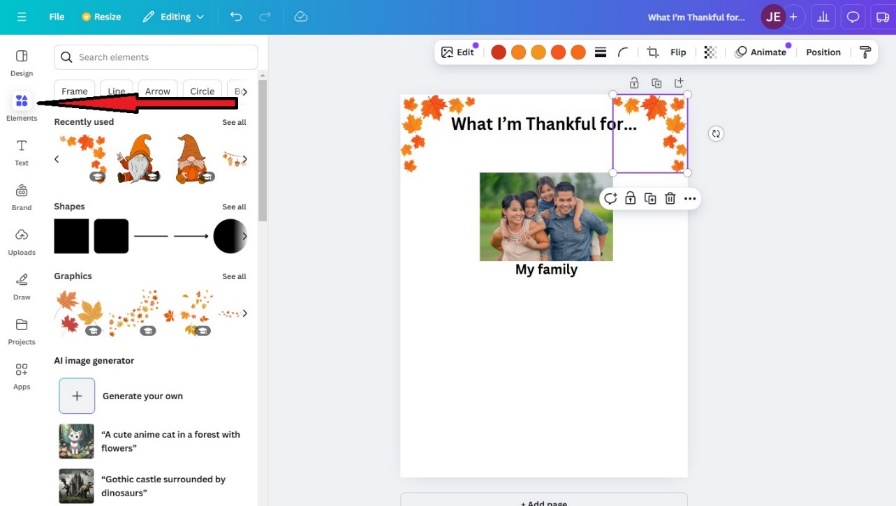 File
Resize
Editing
What I'm Thankful for...
JE
+
Design
Elements
Text
Brand
Uploads
Draw
Projects
Apps
Search elements
Frame
Line
Arrow
Circle
Recently used
See all
Shapes
See all
Graphics
See all
AI image generator
Generate your own
"A cute anime cat in a forest with
flowers"
"Gothic castle surrounded by
dinosaurs"
Edit
Flip
Animate
Position
What I'm Thankful for...
My family
+ Add page